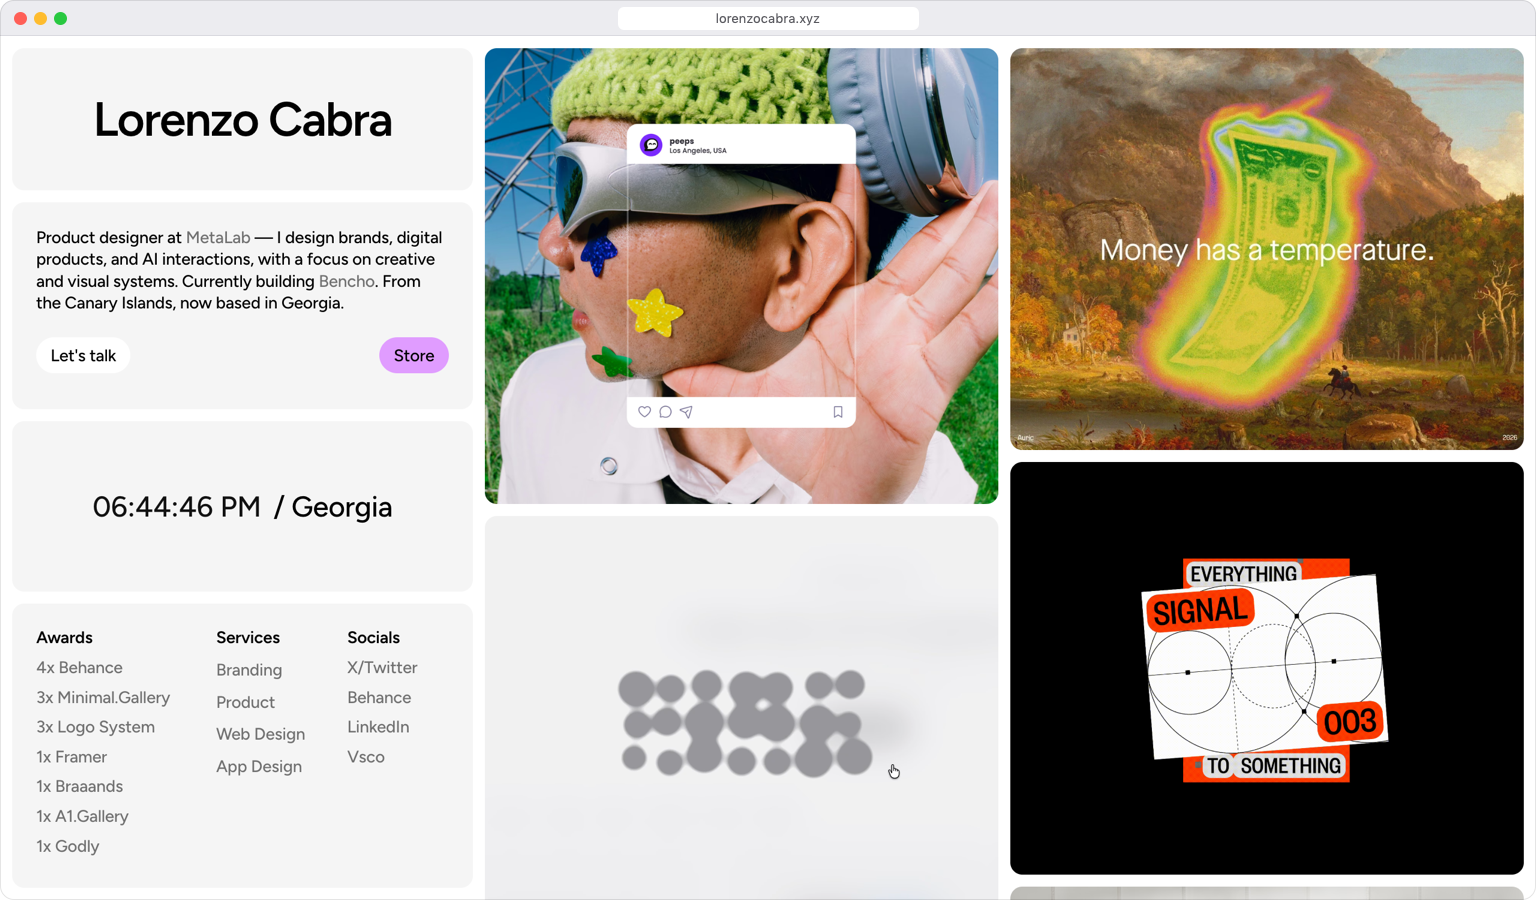 lorenzocabra.xyz
Lorenzo Cabra
Product designer at MetaLab — I design brands, digital
products, and AI interactions, with a focus on creative
and visual systems. Currently building Bencho. From
the Canary Islands, now based in Georgia.
Let's talk
Store
06:44:46 PM / Georgia
Awards
4x Behance
3x Minimal.Gallery
3x Logo System
1x Framer
1x Braaands
1x A1.Gallery
1x Godly
Services
Branding
Product
Web Design
App Design
Socials
X/Twitter
Behance
LinkedIn
Vsco
peeps
Los Angeles, USA
Money has a temperature.
Auric
2026
EVERYTHING
SIGNAL
003
TO SOMETHING